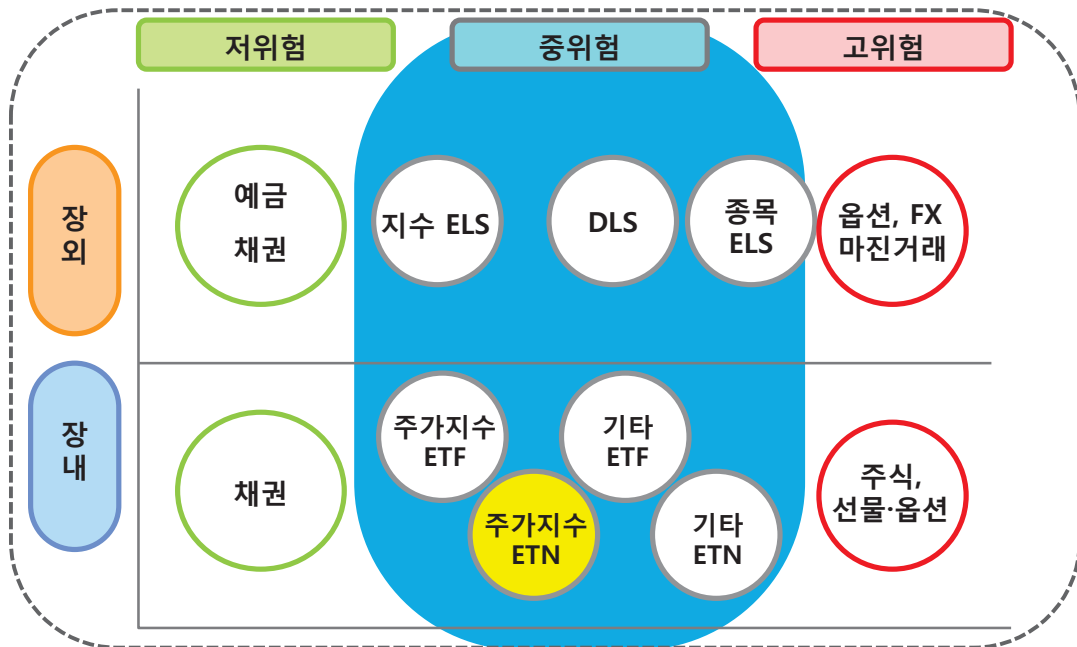 저위험
중위험
고위험
장
외
예금
채권
지수 ELS
DLS
종목
ELS
옵션, FX
마진거래
장
내
채권
주가지수
ETF
기타
ETF
주가지수
ETN
기타
ETN
주식,
선물·옵션